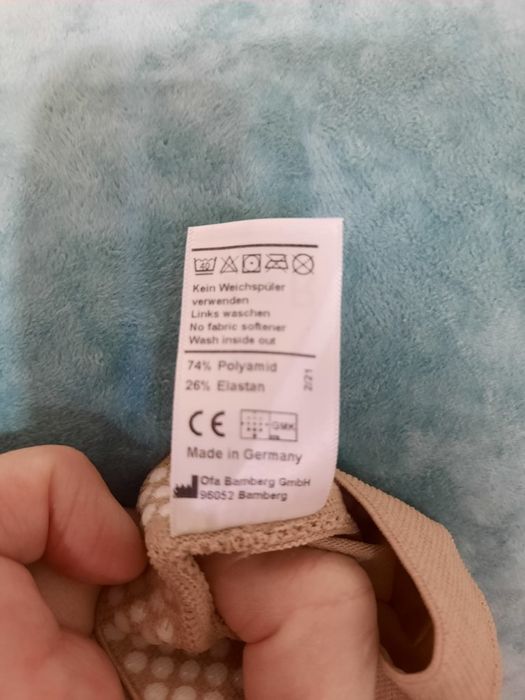 40
Kein Weichspüler
verwenden
Links waschen
No fabric softener
Wash inside out
74% Polyamid
26% Elastan
2/21
CE
GMK
Made in Germany
Ofa Bamberg GmbH
96052 Bamberg